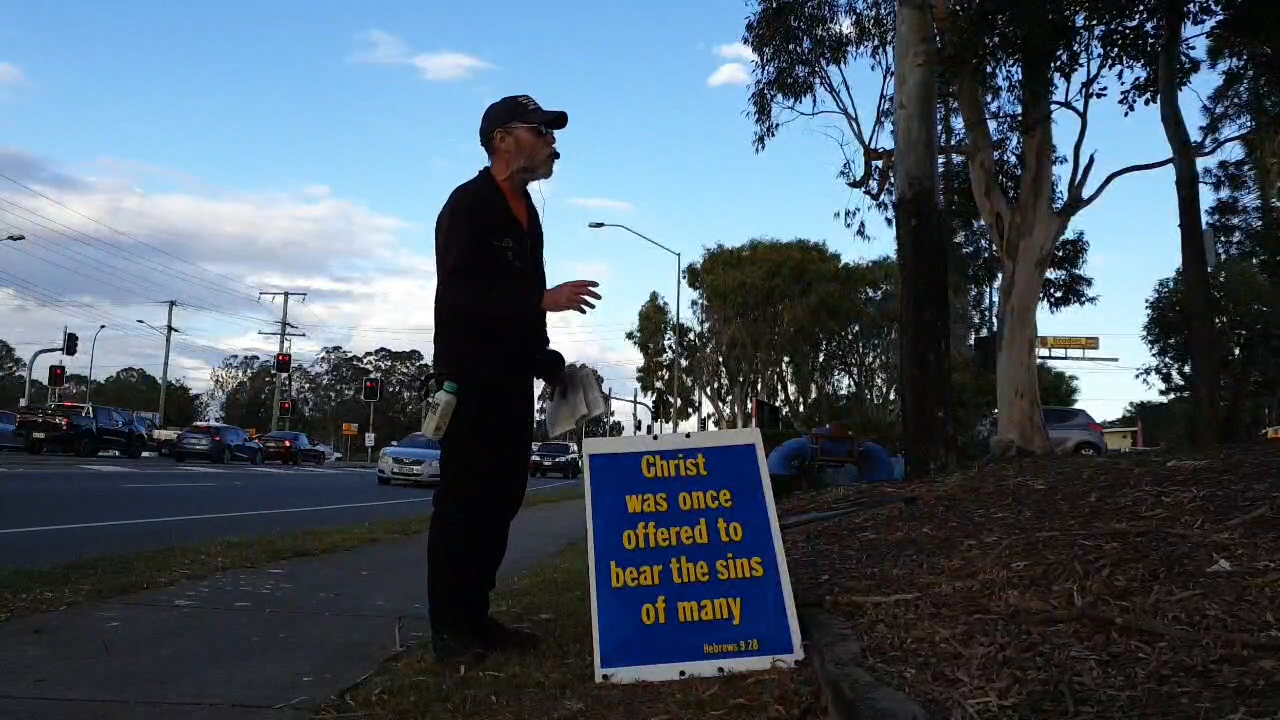 Christ
was once
offered to
bear the sins
of many
Hebrews 9 28